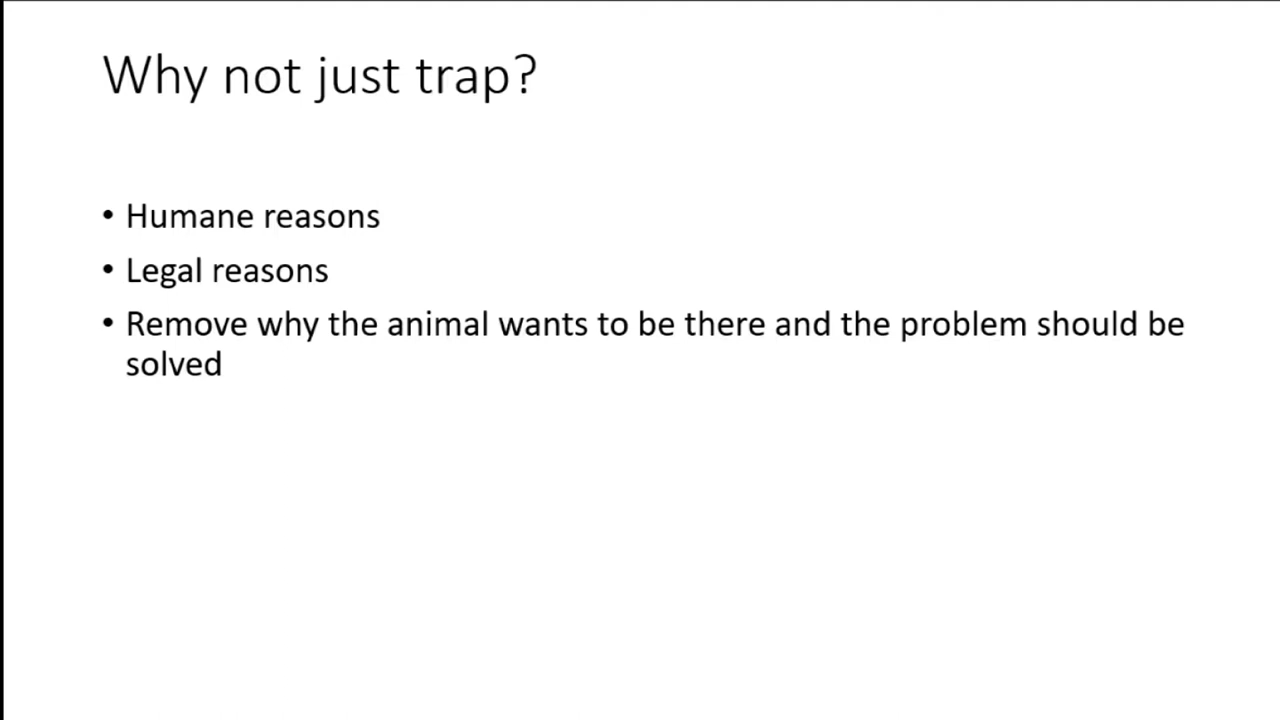 Why not just trap?
• Humane reasons
• Legal reasons
• Remove why the animal wants to be there and the problem should be
solved